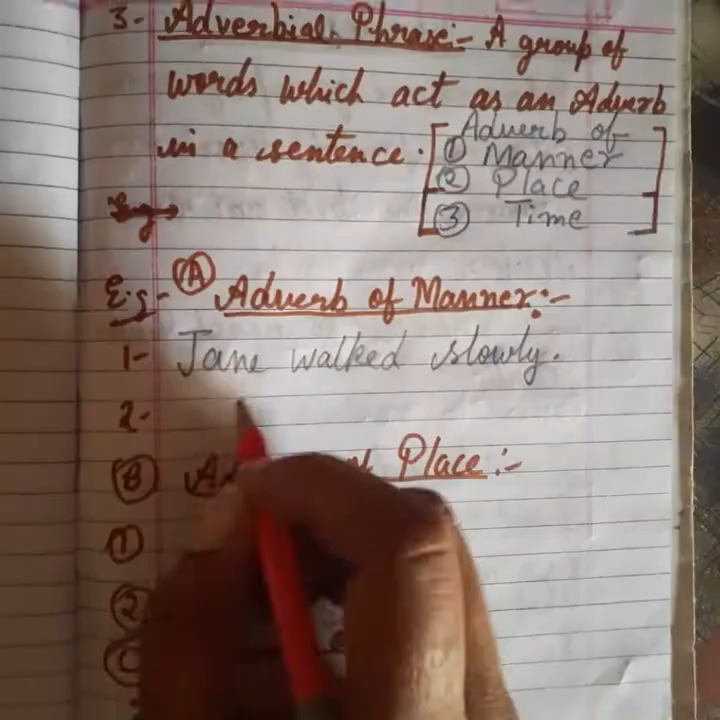 3- Adverbial Phrase:- A group of
words which act as an Adverb
in a sentence.
Adverb of
① Manner
② Place
③ Time
E.g- Ⓐ Adverb of Manner:-
1- Jane walked slowly.
2-
Ⓑ Place:-
①
②